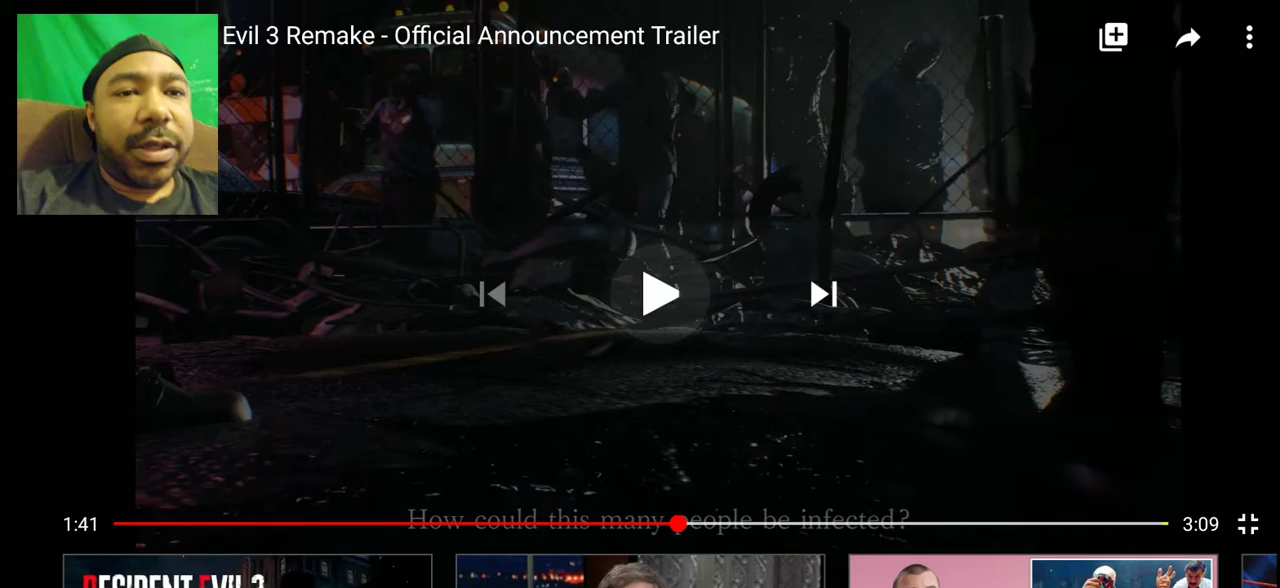 Evil 3 Remake - Official Announcement Trailer
How could this many people be infected?
1:41
3:09
RESIDENT EVIL 3